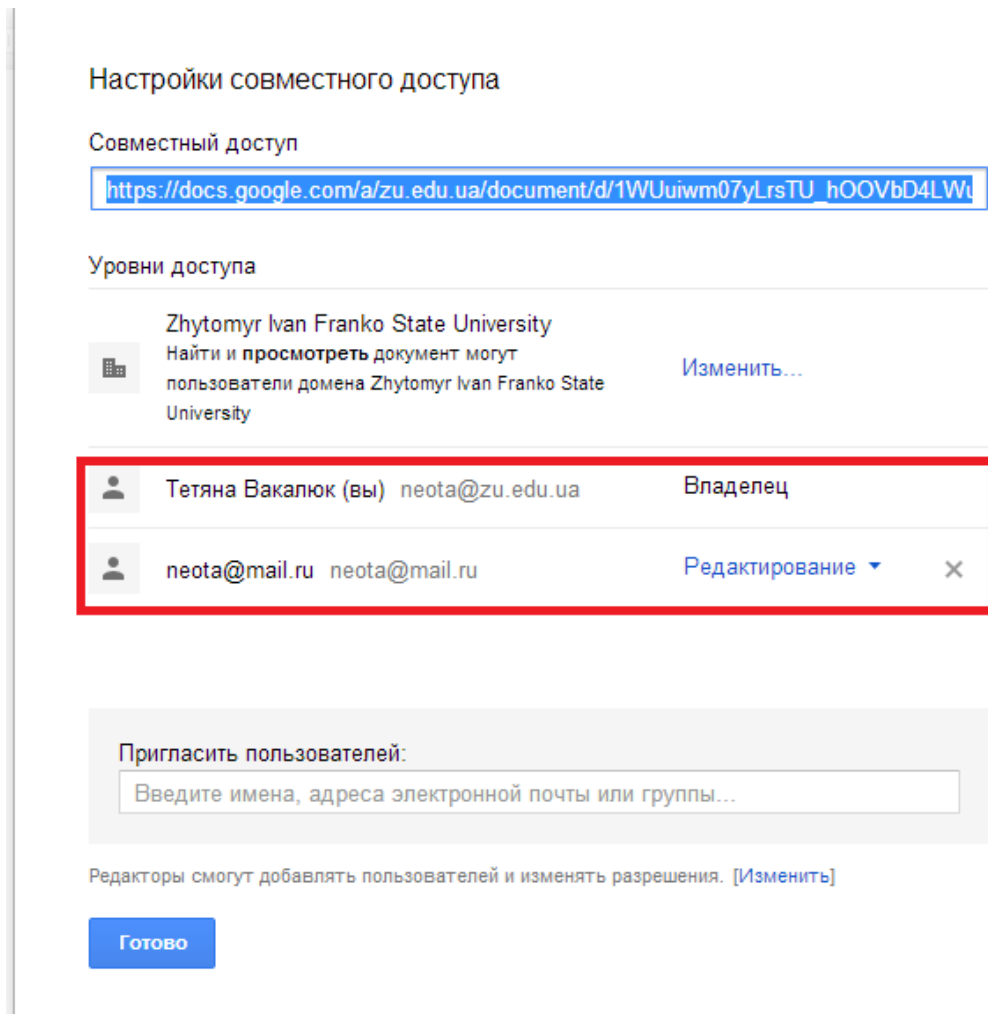 Настройки совместного доступа
Совместный доступ
https://docs.google.com/a/zu.edu.ua/document/d/1WUuiwm07yLrsTU_hOOVbD4LWu
Уровни доступа
Zhytomyr Ivan Franko State University
Найти и просмотреть документ могут
пользователи домена Zhytomyr Ivan Franko State
University
Изменить...
Тетяна Вакалюк (вы) neota@zu.edu.ua Владелец
neota@mail.ru neota@mail.ru Редактирование
Пригласить пользователей:
Введите имена, адреса электронной почты или группы...
Редакторы смогут добавлять пользователей и изменять разрешения. [Изменить]
Готово